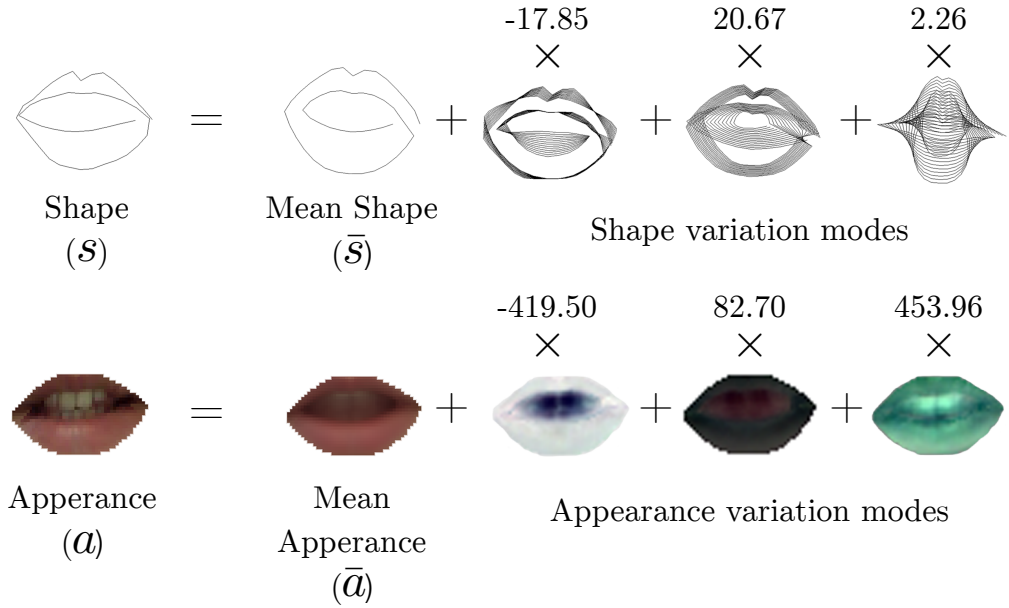 -17.85 20.67 2.26
× × ×
= + + +
Shape Mean Shape Shape variation modes
(s) (s̄)
-419.50 82.70 453.96
× × ×
= + + +
Apperance Mean Appearance variation modes
(a) Apperance
(ā)